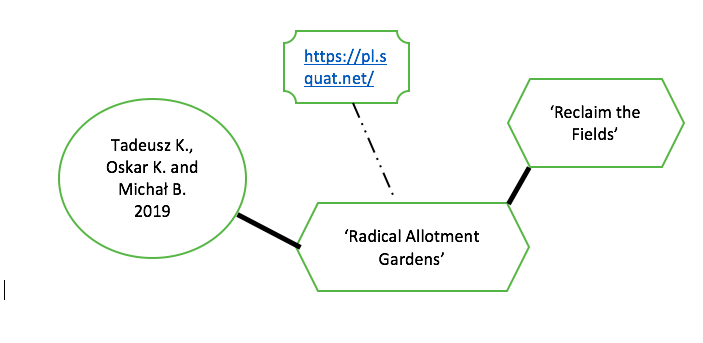 https://pl.s
quat.net/
'Reclaim the
Fields'
Tadeusz K.,
Oskar K. and
Michał B.
2019
‘Radical Allotment
Gardens’